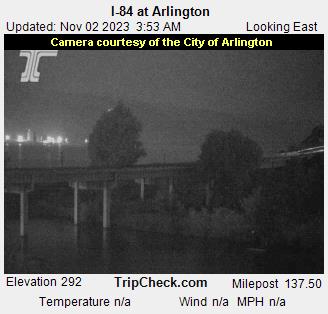 I-84 at Arlington
Updated: Nov 02 2023 3:53 AM Looking East
Camera courtesy of the City of Arlington
Elevation 292 TripCheck.com Milepost 137.50
Temperature n/a Wind n/a MPH n/a